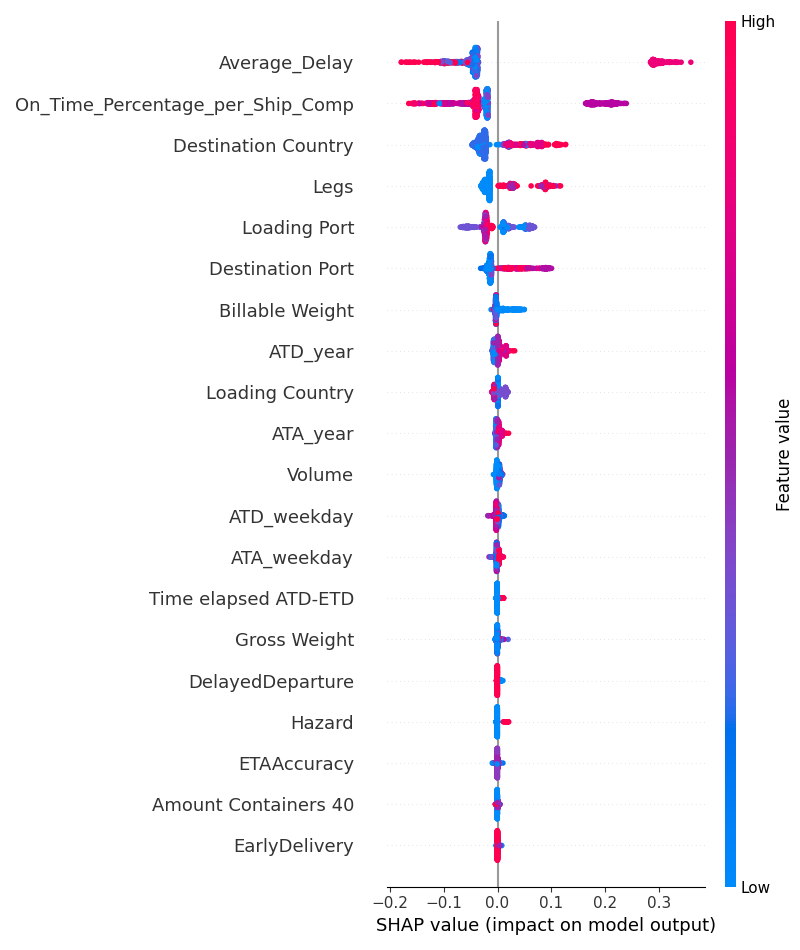 High
Average_Delay
On_Time_Percentage_per_Ship_Comp
Destination Country
Legs
Loading Port
Destination Port
Billable Weight
ATD_year
Loading Country
ATA_year
Volume
ATD_weekday
ATA_weekday
Time elapsed ATD-ETD
Gross Weight
DelayedDeparture
Hazard
ETAAccuracy
Amount Containers 40
EarlyDelivery
Feature value
Low
−0.2 −0.1 0.0 0.1 0.2 0.3
SHAP value (impact on model output)